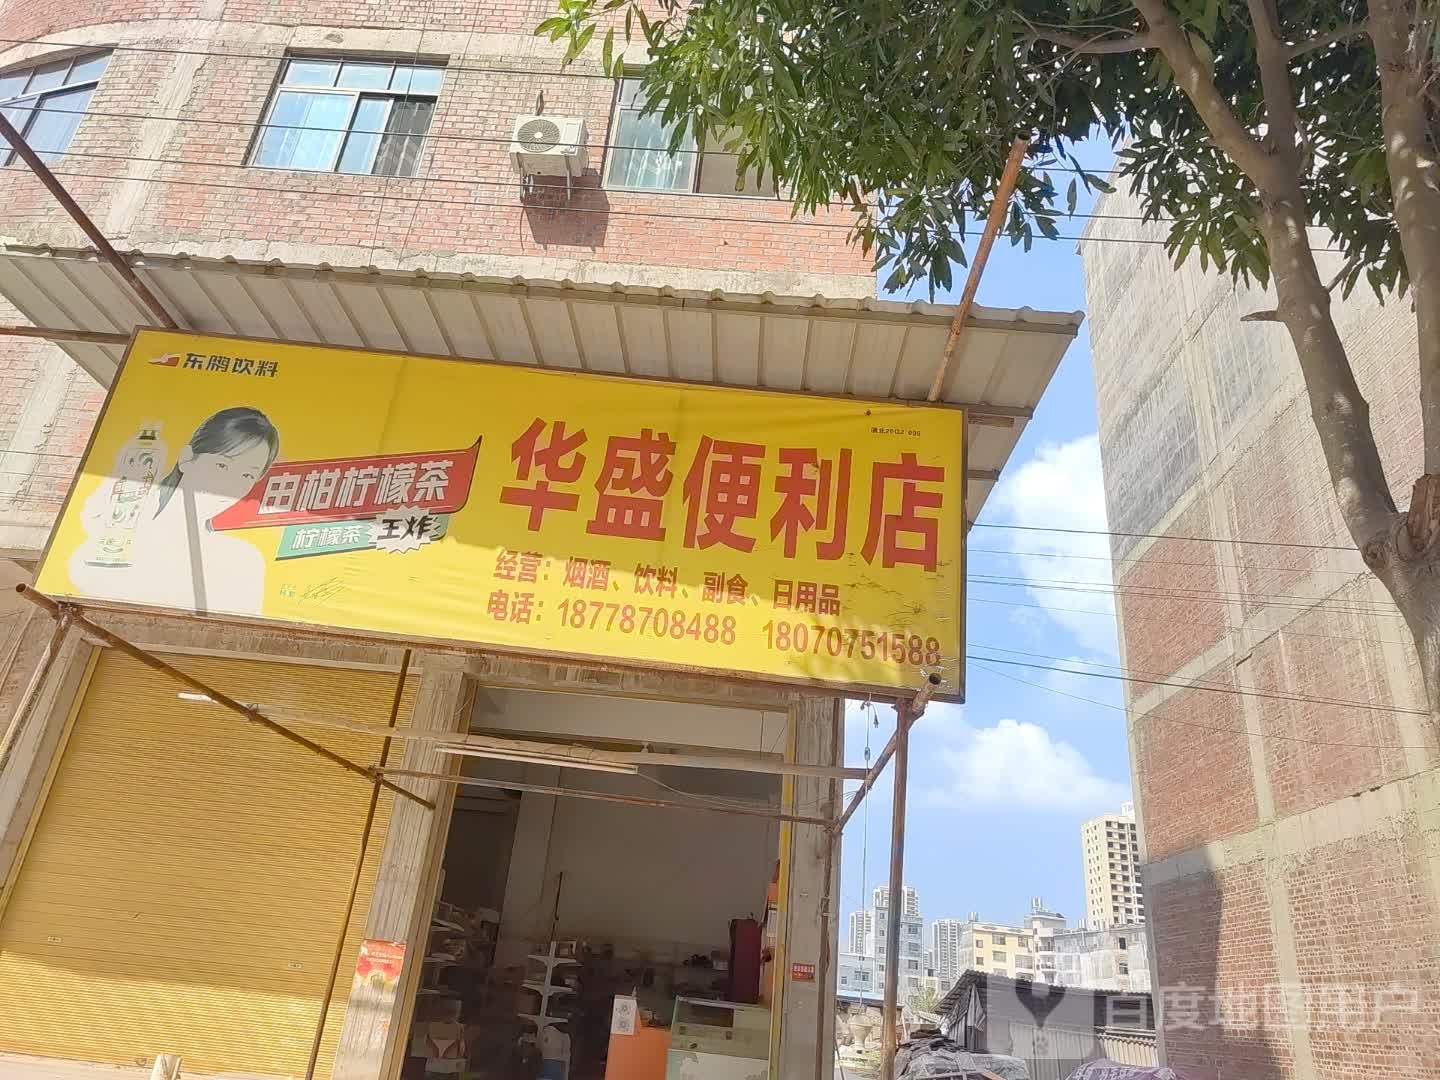 东鹏饮料
由柑柠檬茶
柠檬茶 王炸
华盛便利店
经营：烟酒、饮料、副食、日用品
电话：18778708488 18070751588
百度地图用户